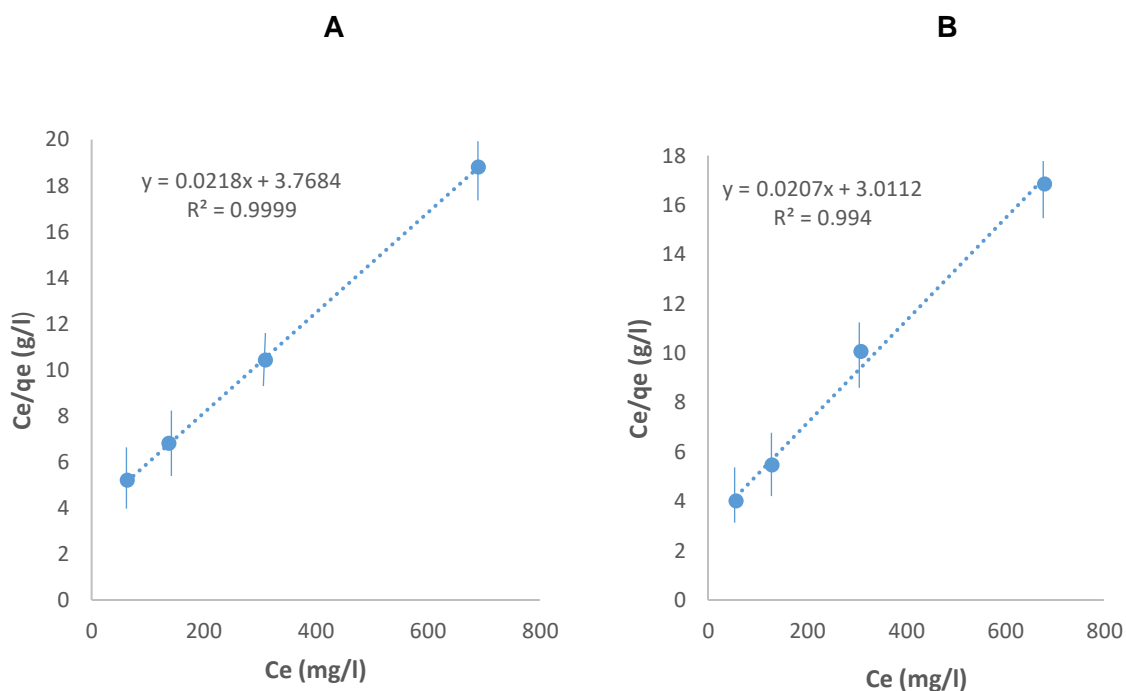 A
B
Ce/qe (g/l)
20
18
16
14
12
10
8
6
4
2
0
y = 0.0218x + 3.7684
R² = 0.9999
0 200 400 600 800
Ce (mg/l)
Ce/qe (g/l)
18
16
14
12
10
8
6
4
2
0
y = 0.0207x + 3.0112
R² = 0.994
0 200 400 600 800
Ce (mg/l)